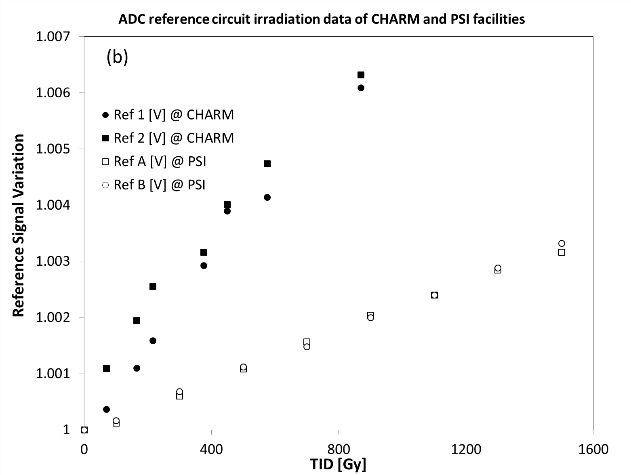 ADC reference circuit irradiation data of CHARM and PSI facilities
1.007
(b)
1.006
Ref 1 [V] @ CHARM
Ref 2 [V] @ CHARM
1.005
Ref A [V] @ PSI
Ref B [V] @ PSI
1.004
Reference Signal Variation
1.003
1.002
1.001
1
0 400 800 1200 1600
TID [Gy]